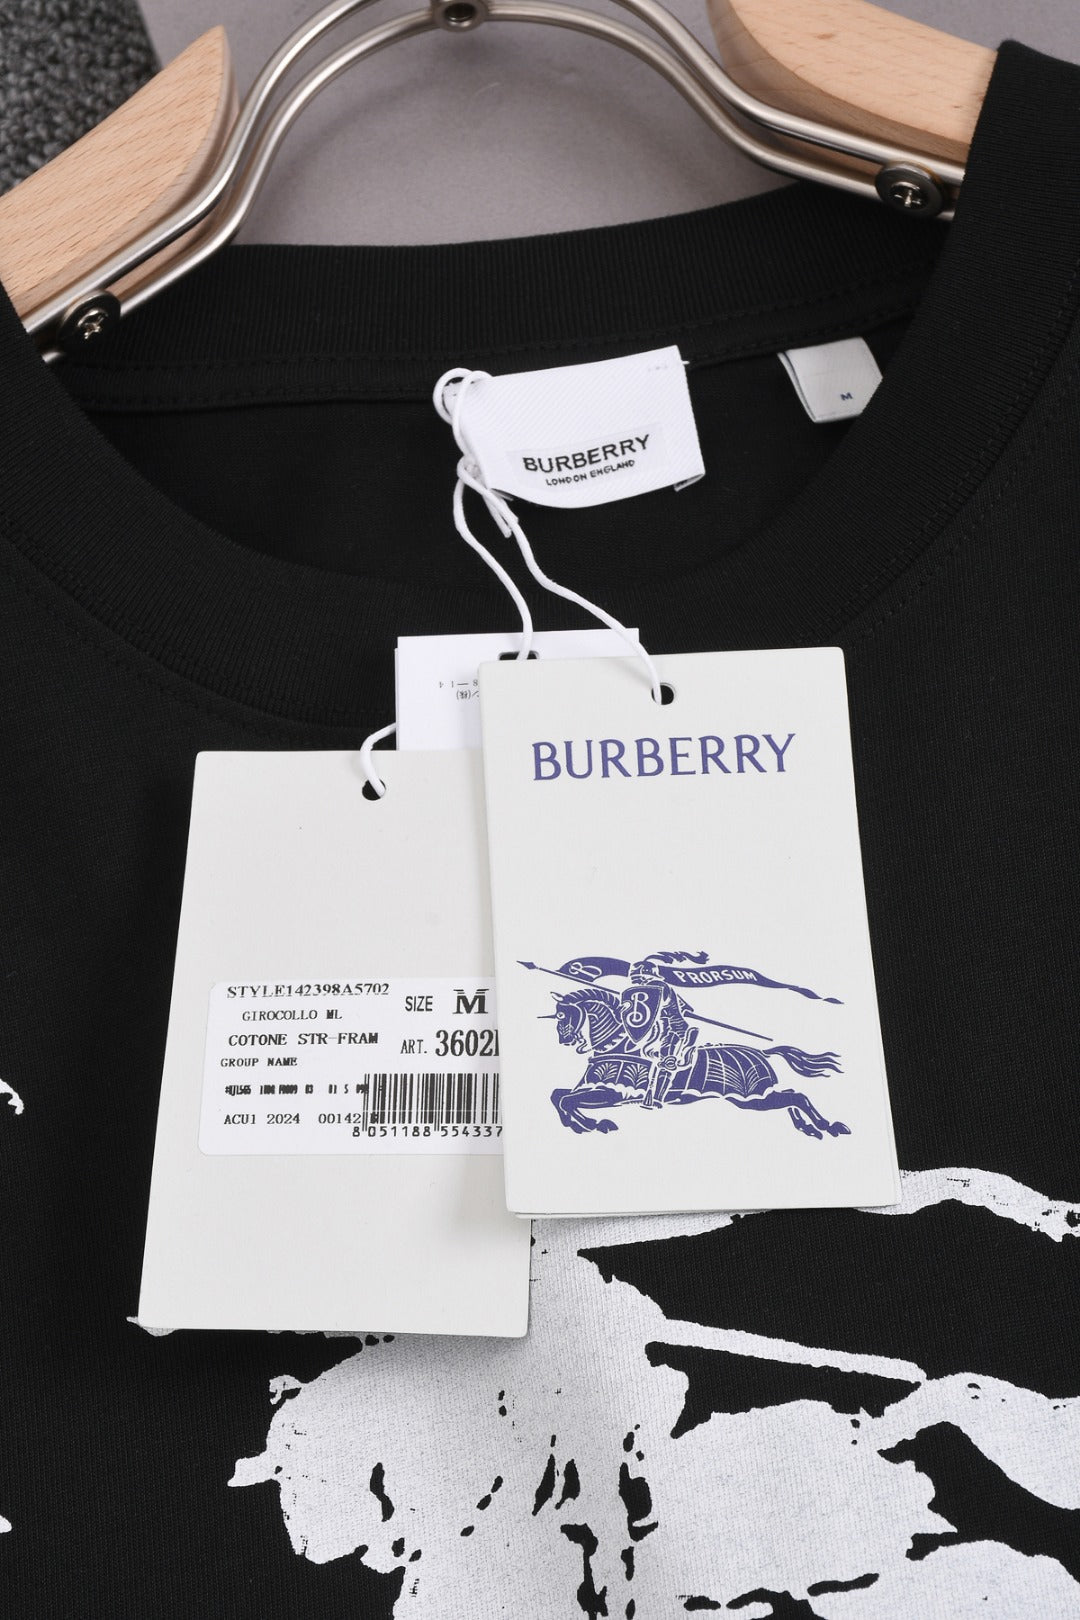 M
BURBERRY
LONDON ENGLAND
BURBERRY
B PRORSUM
B
STYLE142398A5702
SIZE M
GIROCOLLO ML
COTONE STR-FRAM
ART. 3602
GROUP NAME
ACU1 2024 00142
8 051188 554337